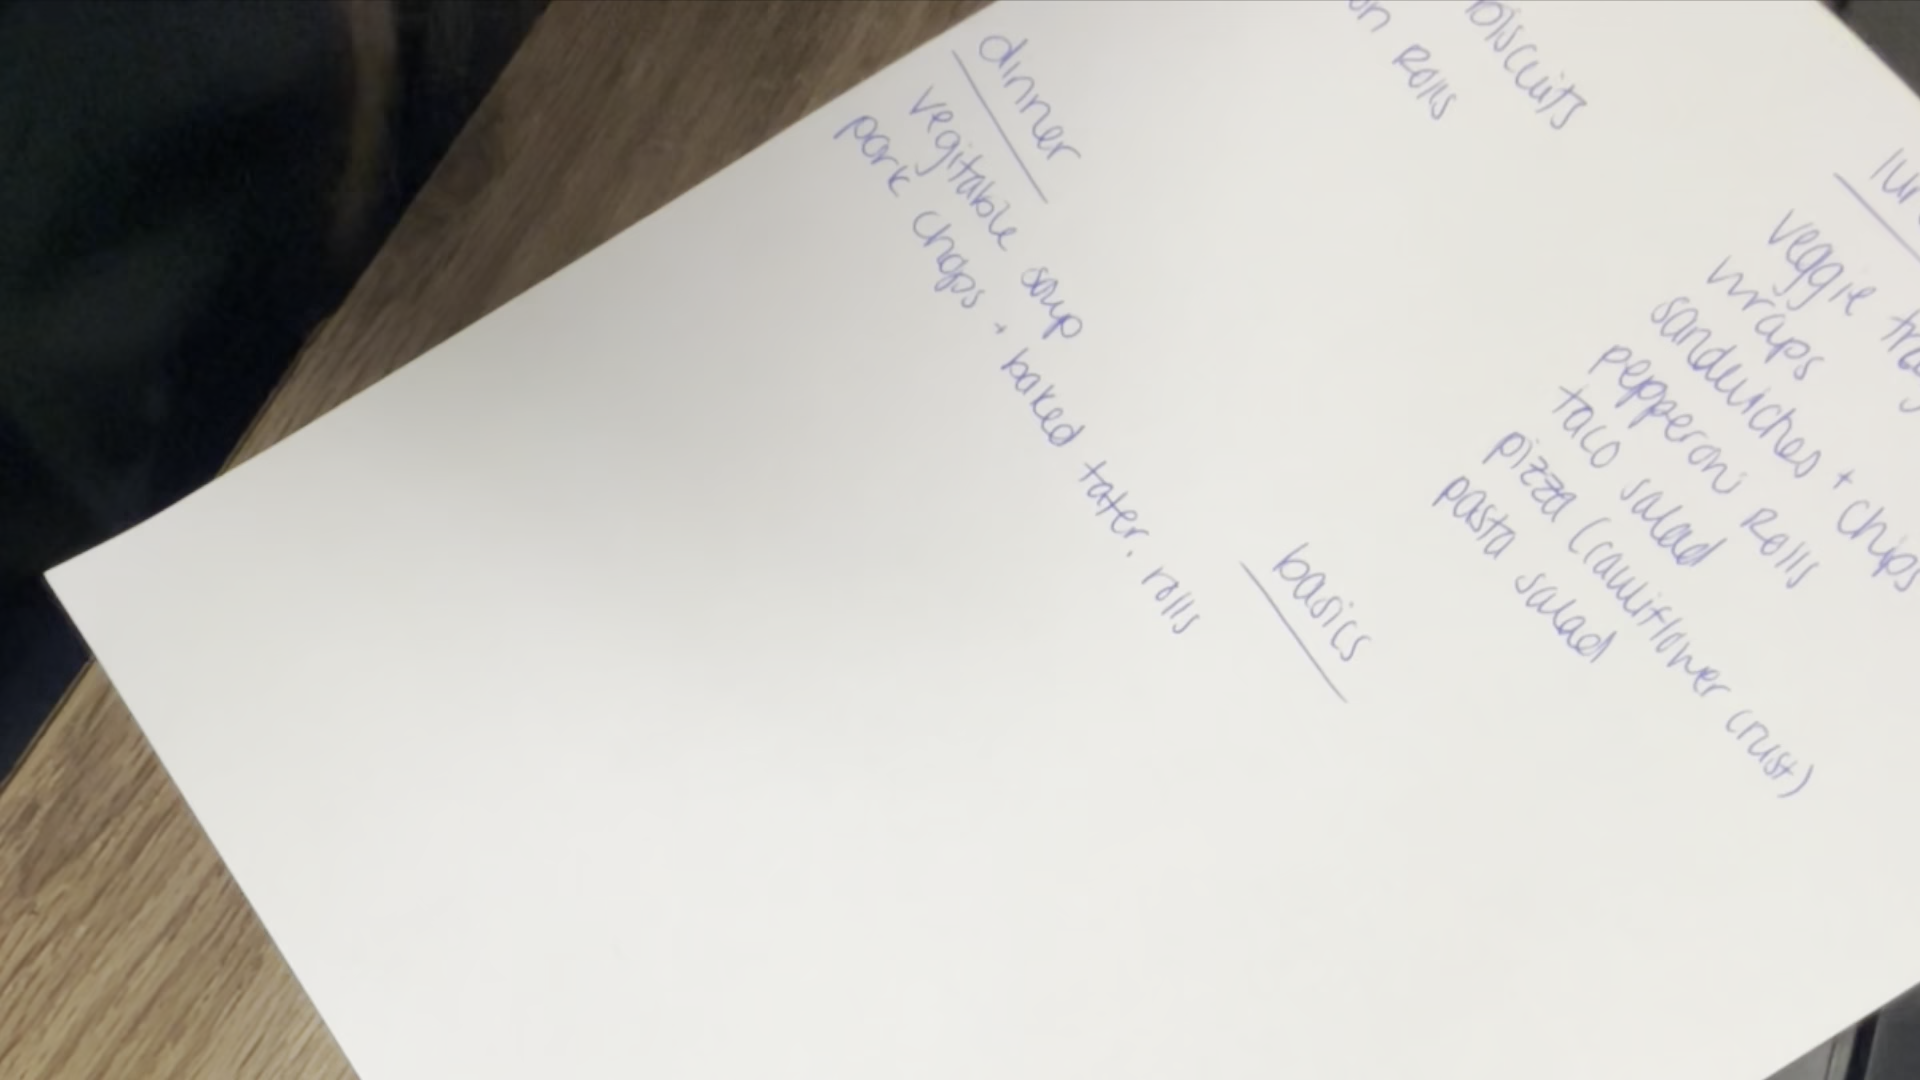 biscuits
Rolls
dinner
vegitable soup
pork chops + baked tater, rolls
veggie
wraps
sandwiches + chips
pepperoni Rolls
taco salad
pizza (cauliflower crust)
pasta salad
basics